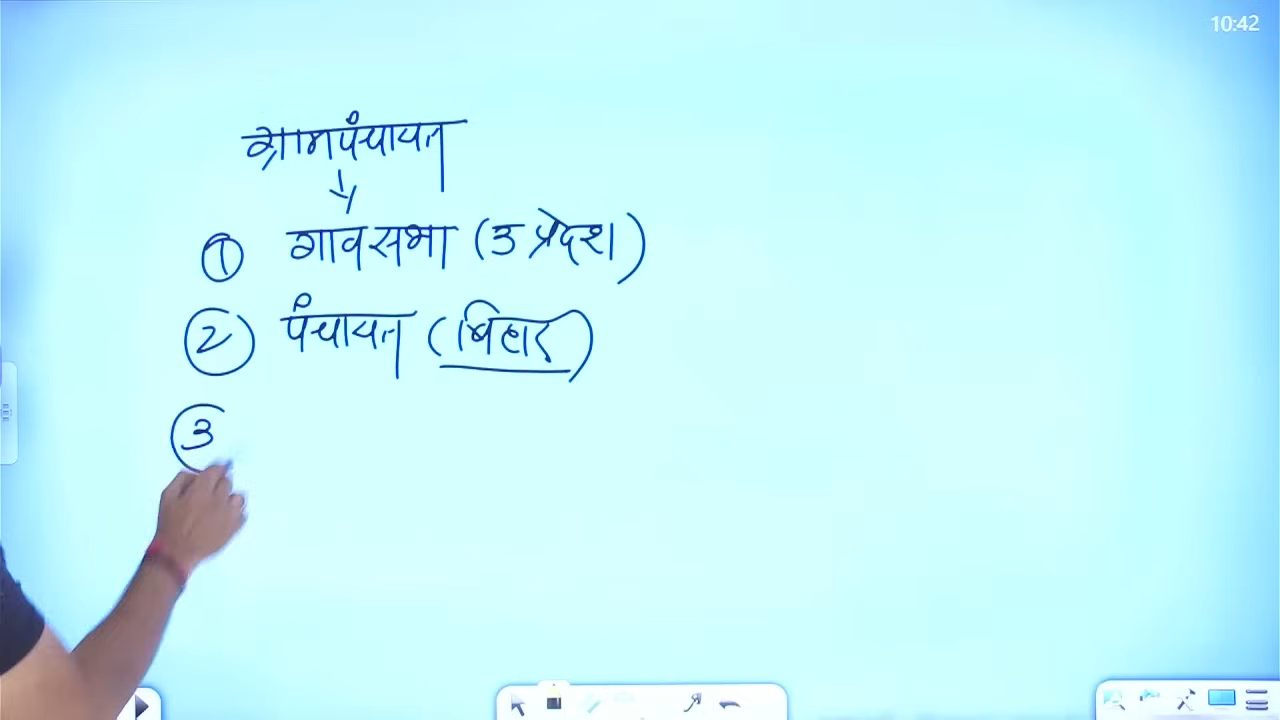 10:42
ग्रामपंचायत
① गावसभा (उ प्रदेश)
② पंचायत (बिहार)
③